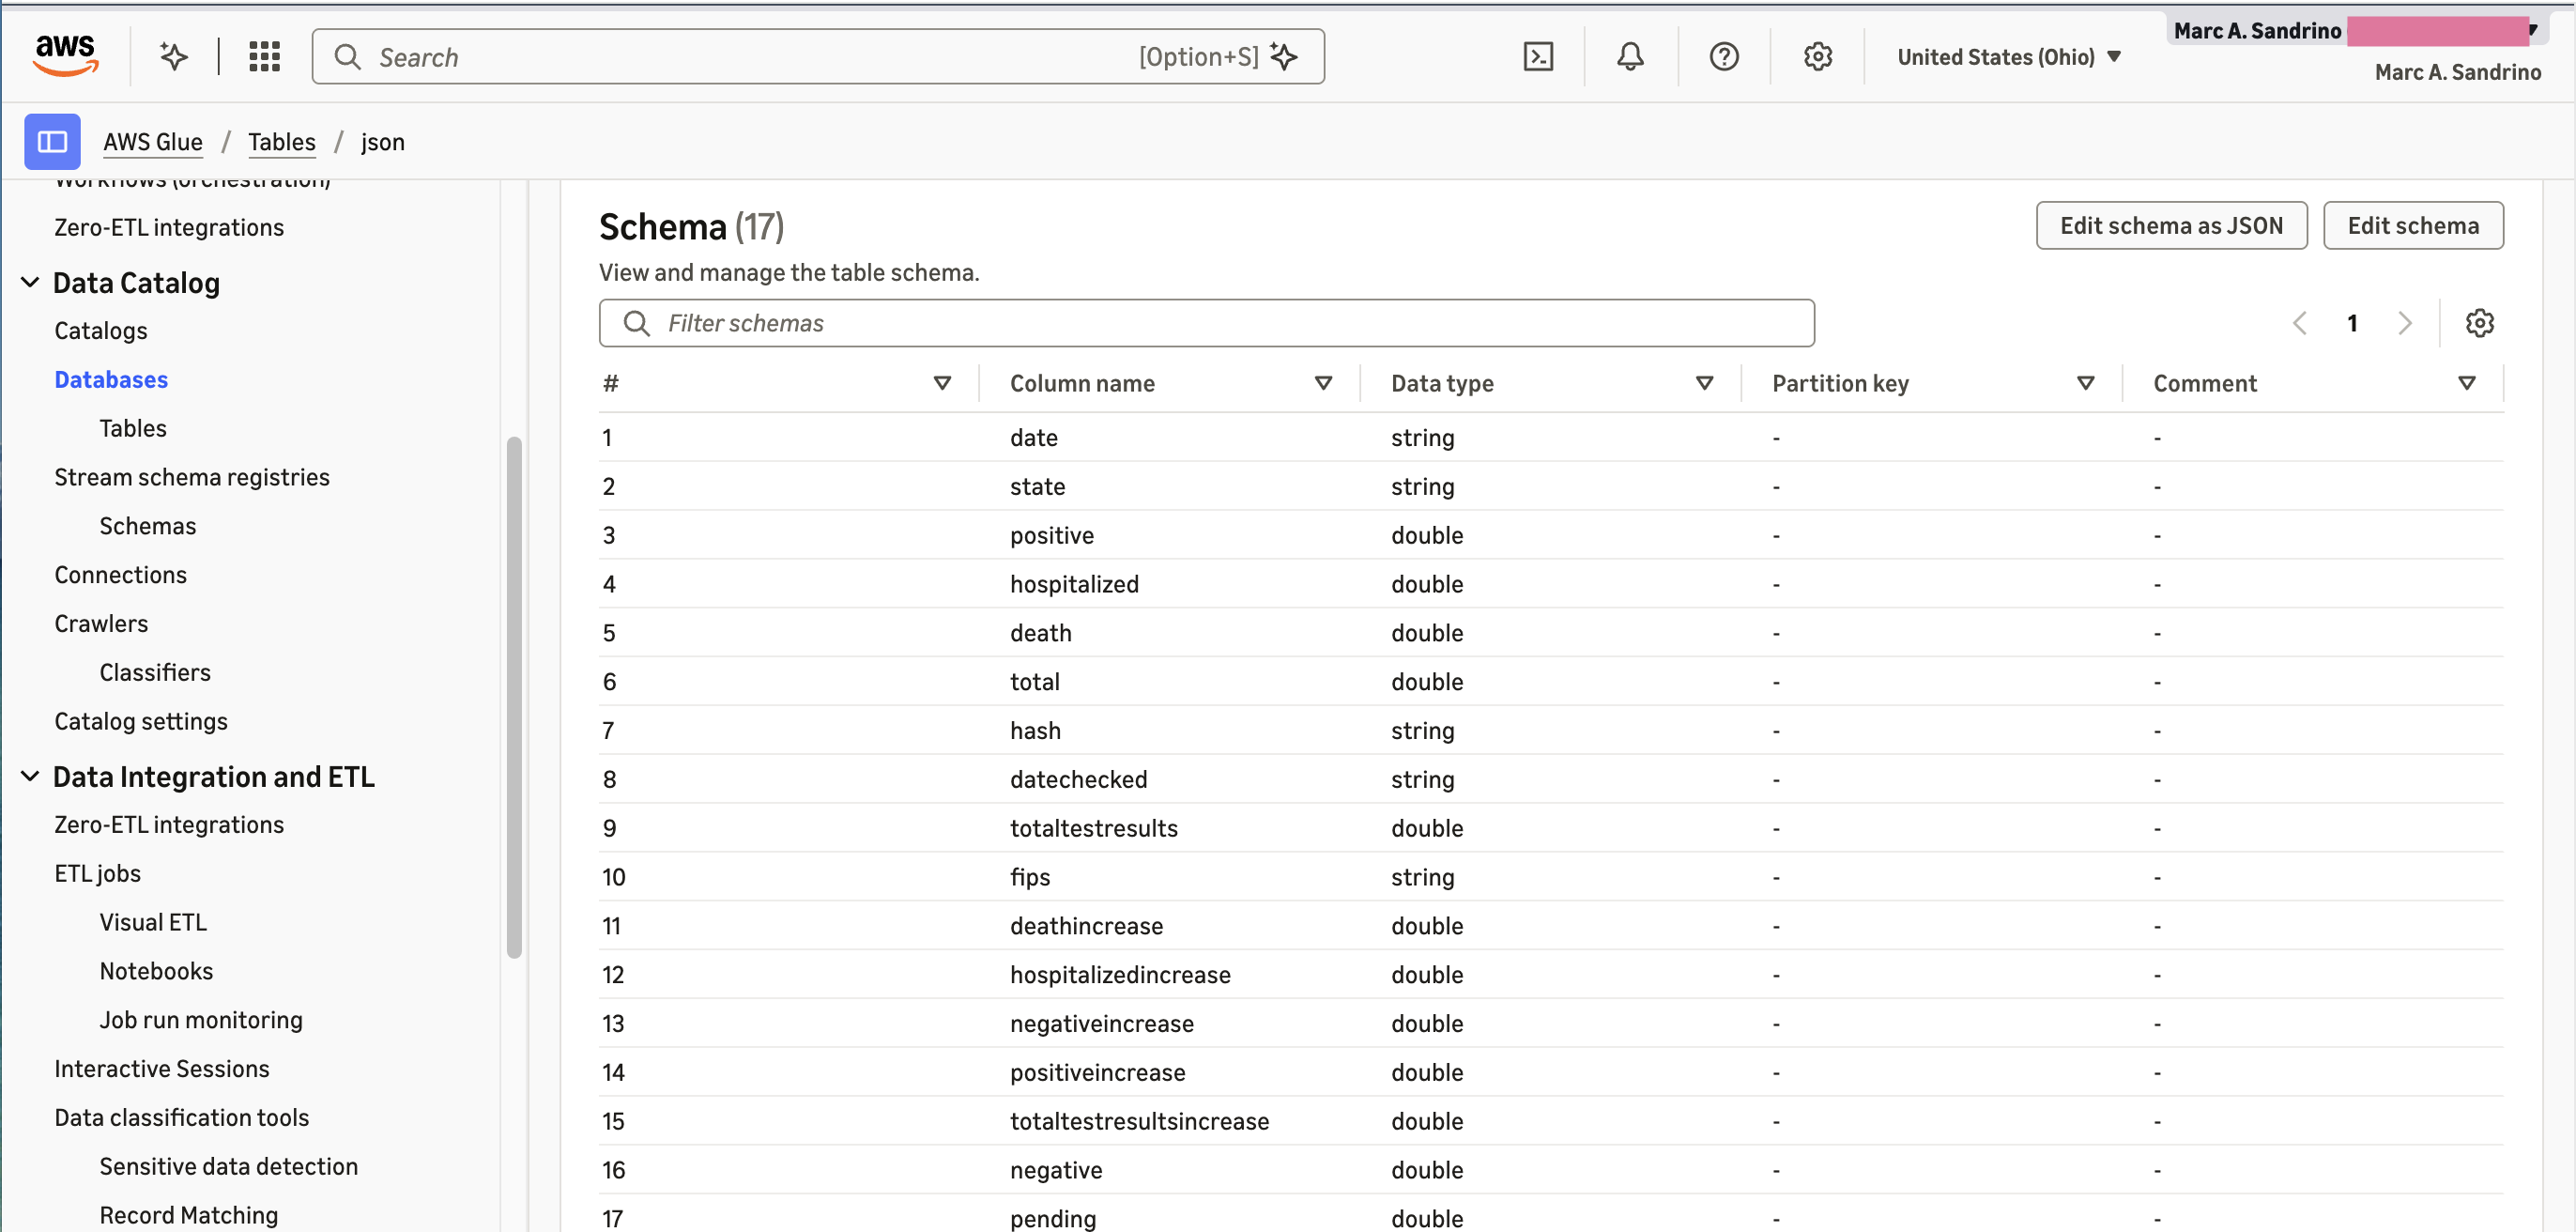 aws
Search [Option+S]
United States (Ohio)
Marc A. Sandrino
Marc A. Sandrino
AWS Glue / Tables / json
Workflows (orchestration)
Zero-ETL integrations
Data Catalog
Catalogs
Databases
Tables
Stream schema registries
Schemas
Connections
Crawlers
Classifiers
Catalog settings
Data Integration and ETL
Zero-ETL integrations
ETL jobs
Visual ETL
Notebooks
Job run monitoring
Interactive Sessions
Data classification tools
Sensitive data detection
Record Matching
Schema (17)
Edit schema as JSON Edit schema
View and manage the table schema.
Filter schemas
1
# Column name Data type Partition key Comment
1 date string - -
2 state string - -
3 positive double - -
4 hospitalized double - -
5 death double - -
6 total double - -
7 hash string - -
8 datechecked string - -
9 totaltestresults double - -
10 fips string - -
11 deathincrease double - -
12 hospitalizedincrease double - -
13 negativeincrease double - -
14 positiveincrease double - -
15 totaltestresultsincrease double - -
16 negative double - -
17 pending double - -